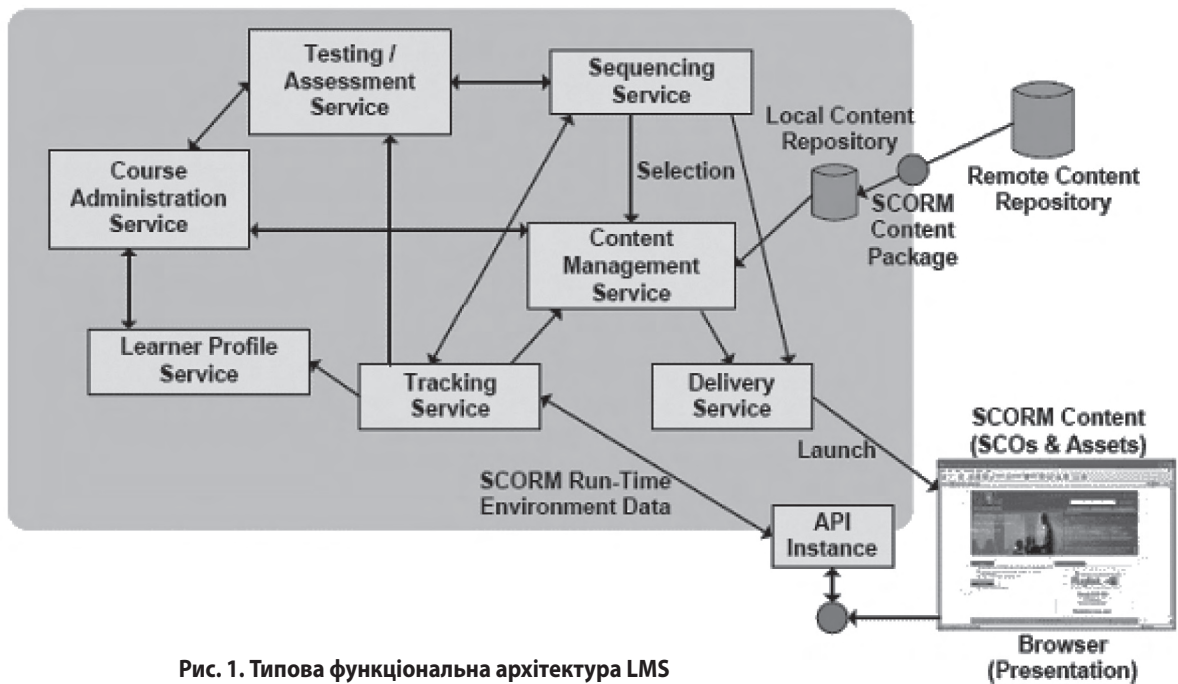 Testing /
Assessment
Service
Sequencing
Service
Local Content
Repository
Remote Content
Repository
Course
Administration
Service
Selection
SCORM
Content
Package
Content
Management
Service
Learner Profile
Service
Tracking
Service
Delivery
Service
SCORM Content
(SCOs & Assets)
Launch
SCORM Run-Time
Environment Data
API
Instance
Browser
(Presentation)
Рис. 1. Типова функціональна архітектура LMS